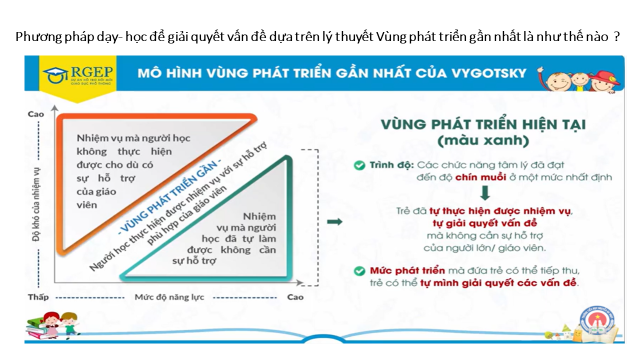 Phương pháp dạy- học để giải quyết vấn đề dựa trên lý thuyết Vùng phát triển gần nhất là như thế nào ?
RGEP
MÔ HÌNH VÙNG PHÁT TRIỂN GẦN NHẤT CỦA VYGOTSKY
Cao
Độ khó của nhiệm vụ
Thấp
Mức độ năng lực
Cao
Nhiệm vụ mà người học
không thực hiện
được cho dù có
sự hỗ trợ
của giáo
viên
- VÙNG PHÁT TRIỂN GẦN -
Người học thực hiện được nhiệm vụ với sự hỗ trợ
phù hợp của giáo viên
Nhiệm
vụ mà người
học đã tự làm
được không cần
sự hỗ trợ
VÙNG PHÁT TRIỂN HIỆN TẠI
(màu xanh)
Trình độ: Các chức năng tâm lý đã đạt
đến độ chín muồi ở một mức nhất định
Trẻ đã tự thực hiện được nhiệm vụ,
tự giải quyết vấn đề
mà không cần sự hỗ trợ
của người lớn/ giáo viên.
Mức phát triển mà đứa trẻ có thể tiếp thu,
trẻ có thể tự mình giải quyết các vấn đề.